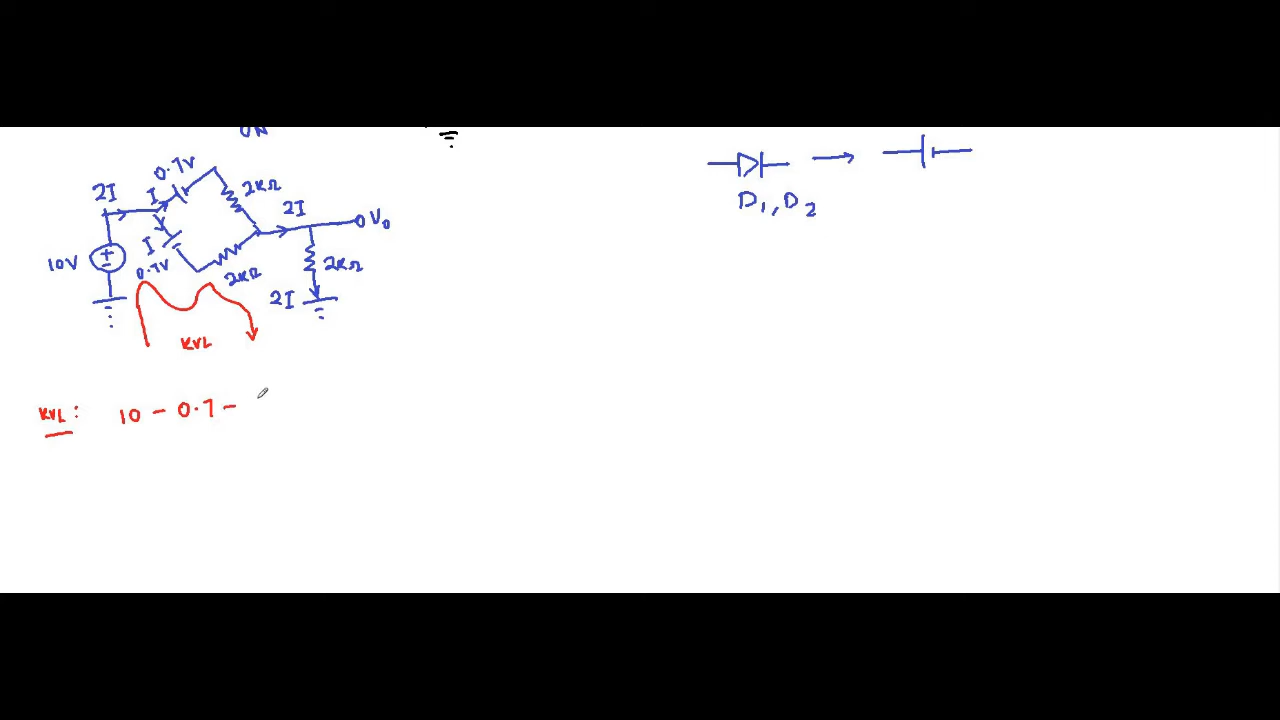 ON
0.7V
2I
I
2kΩ
2I
V₀
I
10V
0.7V
2kΩ
2kΩ
2I
KVL
KVL: 10 - 0.7 -
D₁, D₂